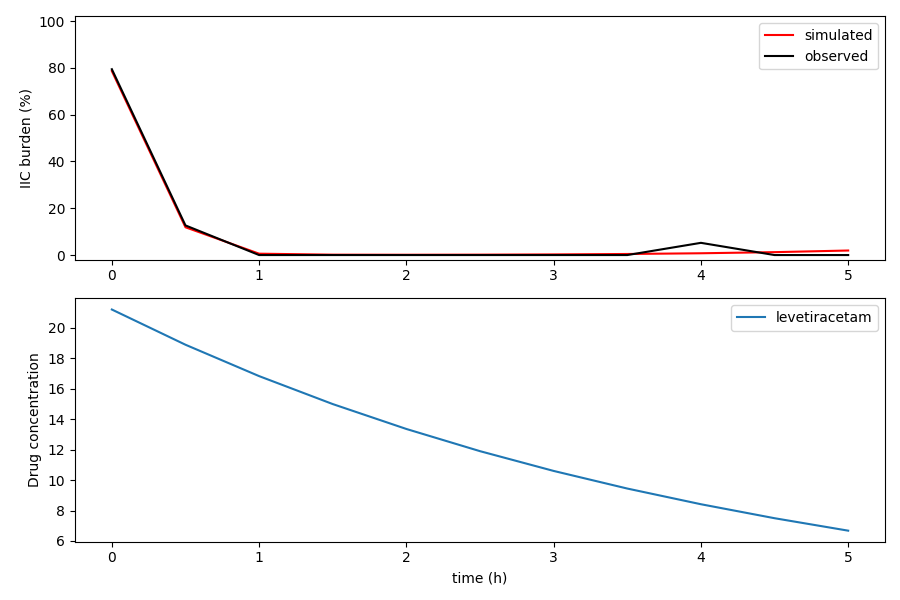 100
80
60
40
20
0
IIC burden (%)
simulated
observed
0 1 2 3 4 5
20
18
16
14
12
10
8
6
Drug concentration
levetiracetam
0 1 2 3 4 5
time (h)